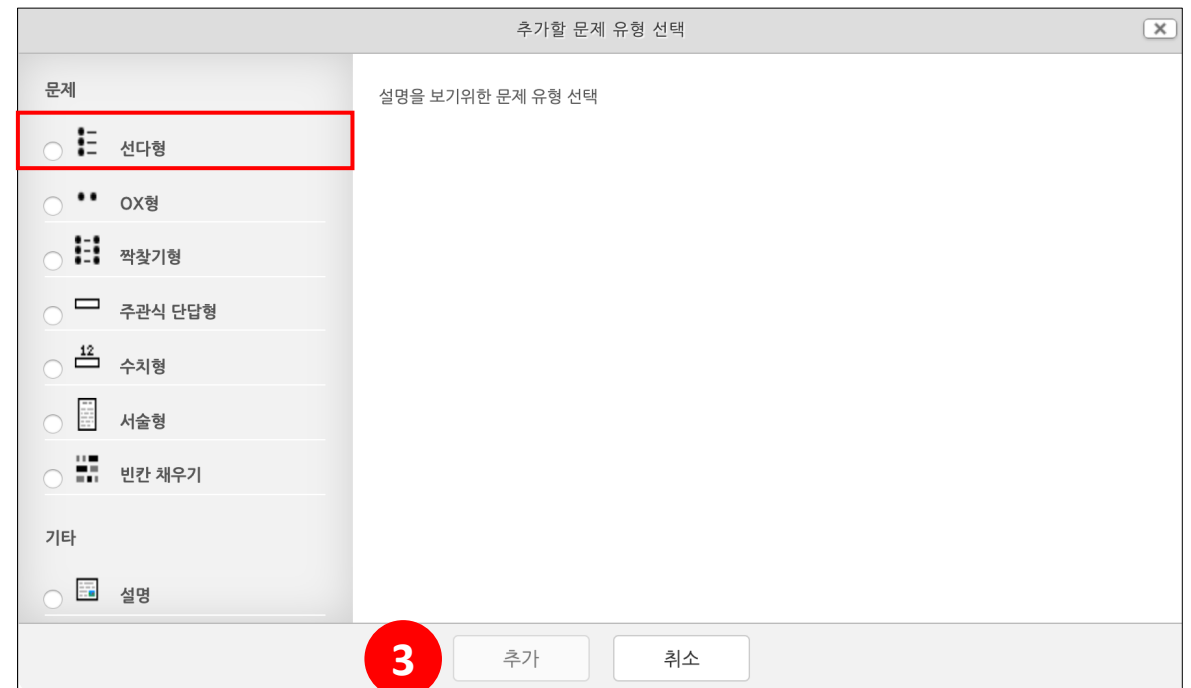 추가할 문제 유형 선택
문제
설명을 보기위한 문제 유형 선택
선다형
OX형
짝찾기형
주관식 단답형
12
수치형
서술형
빈칸 채우기
기타
설명
3
추가
취소